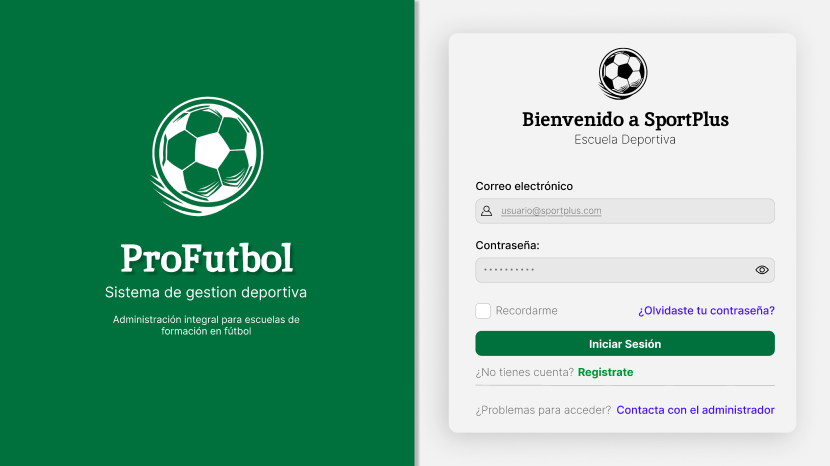 ProFutbol
Sistema de gestion deportiva
Administración integral para escuelas de
formación en fútbol
Bienvenido a SportPlus
Escuela Deportiva
Correo electrónico
usuario@sportplus.com
Contraseña:
Recordarme
¿Olvidaste tu contraseña?
Iniciar Sesión
¿No tienes cuenta? Registrate
¿Problemas para acceder? Contacta con el administrador